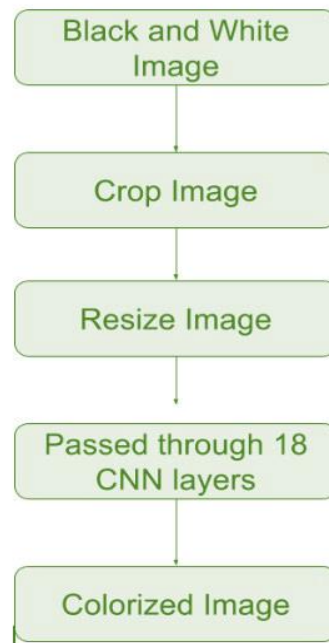 Black and White
Image
Crop Image
Resize Image
Passed through 18
CNN layers
Colorized Image